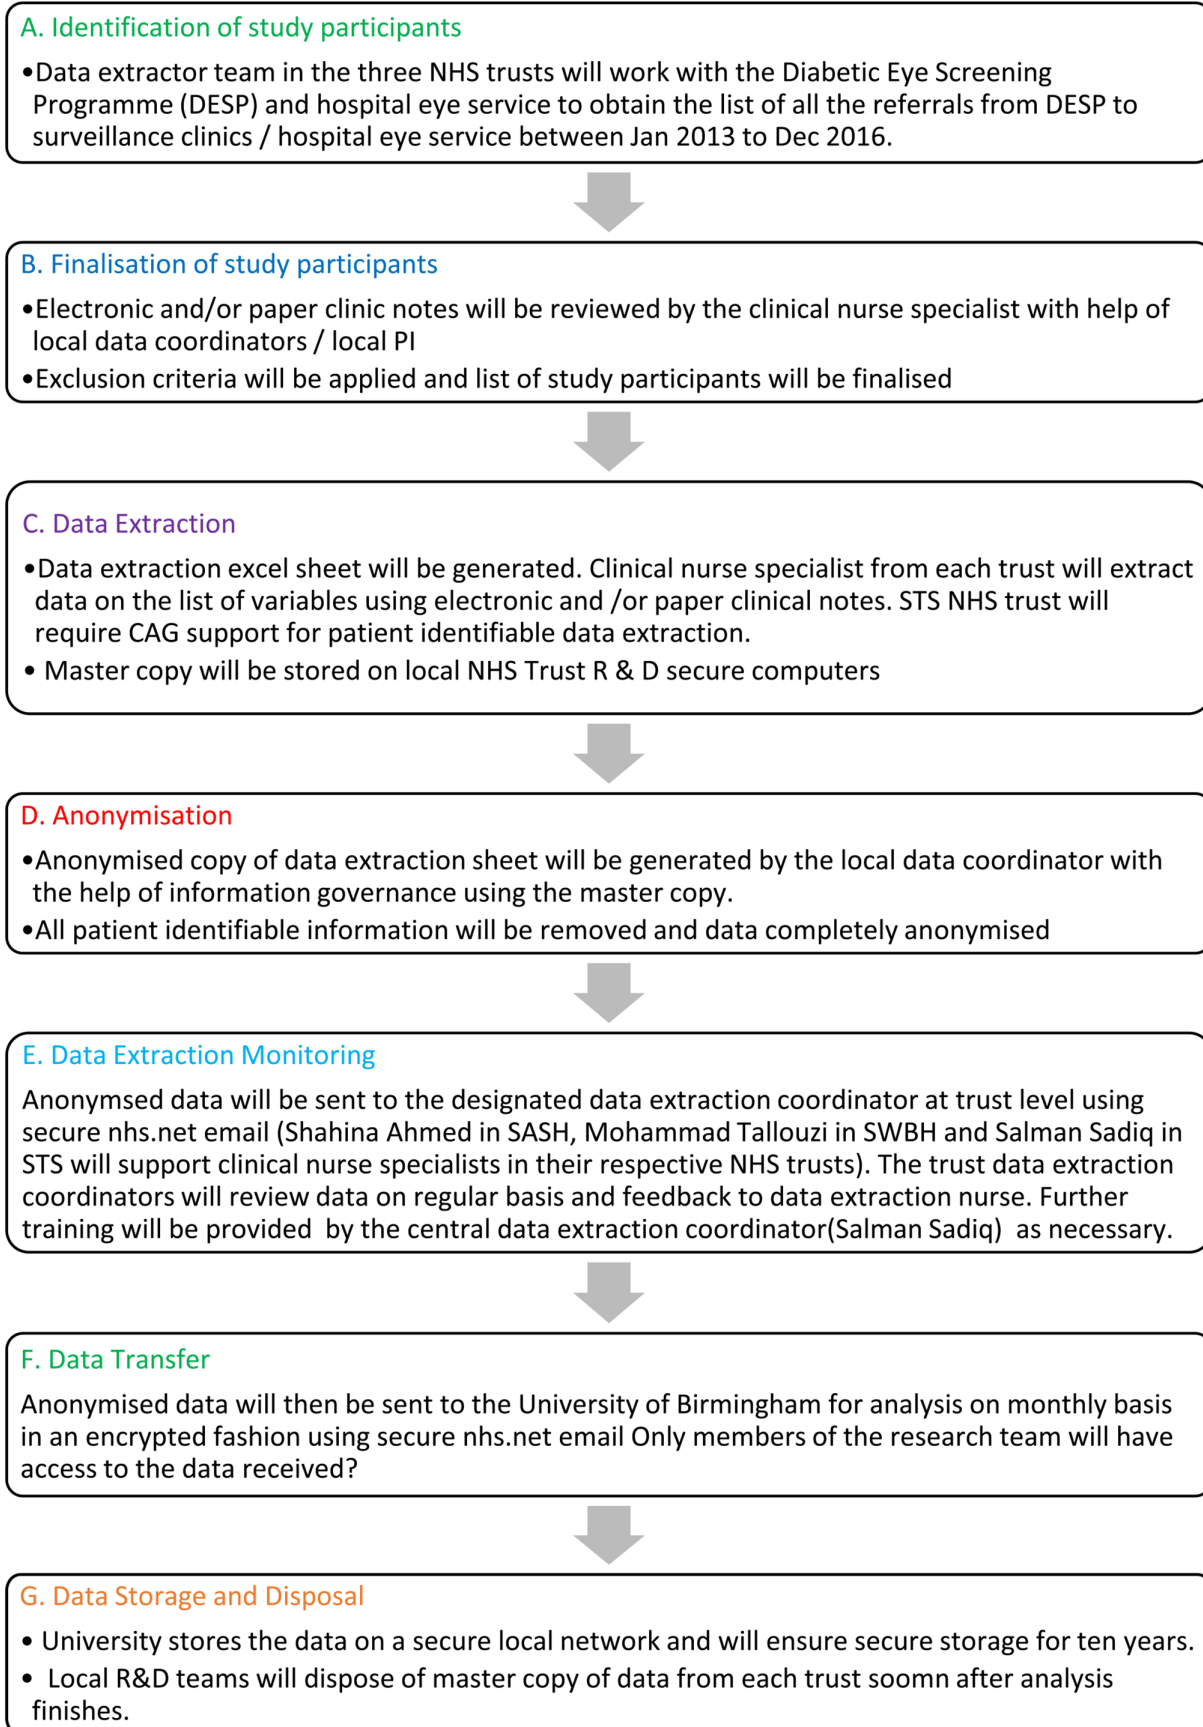 A. Identification of study participants
•Data extractor team in the three NHS trusts will work with the Diabetic Eye Screening
Programme (DESP) and hospital eye service to obtain the list of all the referrals from DESP to
surveillance clinics / hospital eye service between Jan 2013 to Dec 2016.
B. Finalisation of study participants
•Electronic and/or paper clinic notes will be reviewed by the clinical nurse specialist with help of
local data coordinators / local PI
•Exclusion criteria will be applied and list of study participants will be finalised
C. Data Extraction
•Data extraction excel sheet will be generated. Clinical nurse specialist from each trust will extract
data on the list of variables using electronic and /or paper clinical notes. STS NHS trust will
require CAG support for patient identifiable data extraction.
• Master copy will be stored on local NHS Trust R & D secure computers
D. Anonymisation
•Anonymised copy of data extraction sheet will be generated by the local data coordinator with
the help of information governance using the master copy.
•All patient identifiable information will be removed and data completely anonymised
E. Data Extraction Monitoring
Anonymsed data will be sent to the designated data extraction coordinator at trust level using
secure nhs.net email (Shahina Ahmed in SASH, Mohammad Tallouzi in SWBH and Salman Sadiq in
STS will support clinical nurse specialists in their respective NHS trusts). The trust data extraction
coordinators will review data on regular basis and feedback to data extraction nurse. Further
training will be provided  by the central data extraction coordinator(Salman Sadiq)  as necessary.
F. Data Transfer
Anonymised data will then be sent to the University of Birmingham for analysis on monthly basis
in an encrypted fashion using secure nhs.net email Only members of the research team will have
access to the data received?
G. Data Storage and Disposal
• University stores the data on a secure local network and will ensure secure storage for ten years.
• Local R&D teams will dispose of master copy of data from each trust soomn after analysis
finishes.